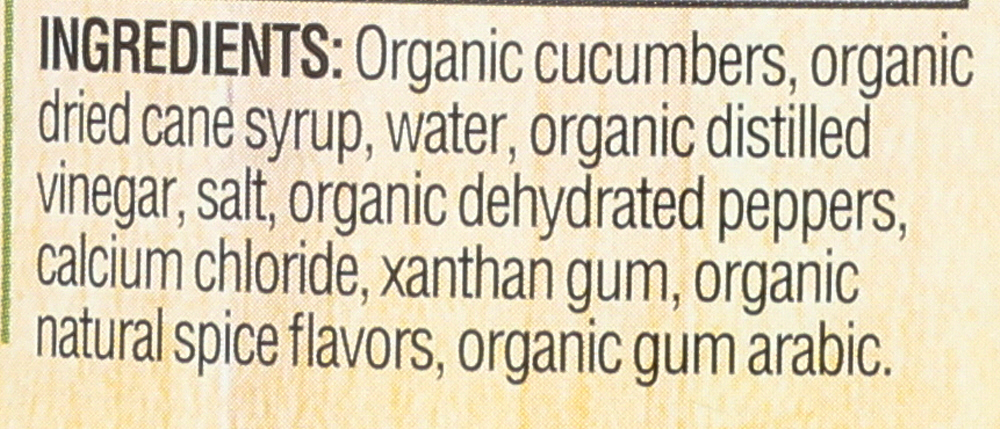 INGREDIENTS: Organic cucumbers, organic
dried cane syrup, water, organic distilled
vinegar, salt, organic dehydrated peppers,
calcium chloride, xanthan gum, organic
natural spice flavors, organic gum arabic.